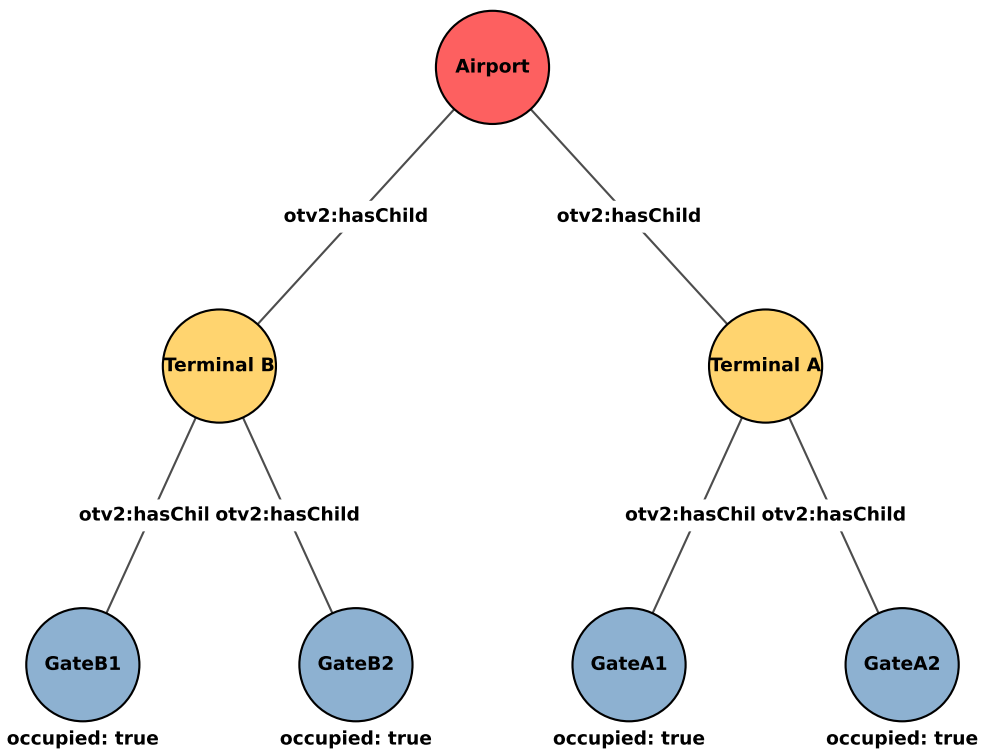 Airport
otv2:hasChild otv2:hasChild
Terminal B Terminal A
otv2:hasChil otv2:hasChild otv2:hasChil otv2:hasChild
GateB1 GateB2 GateA1 GateA2
occupied: true occupied: true occupied: true occupied: true